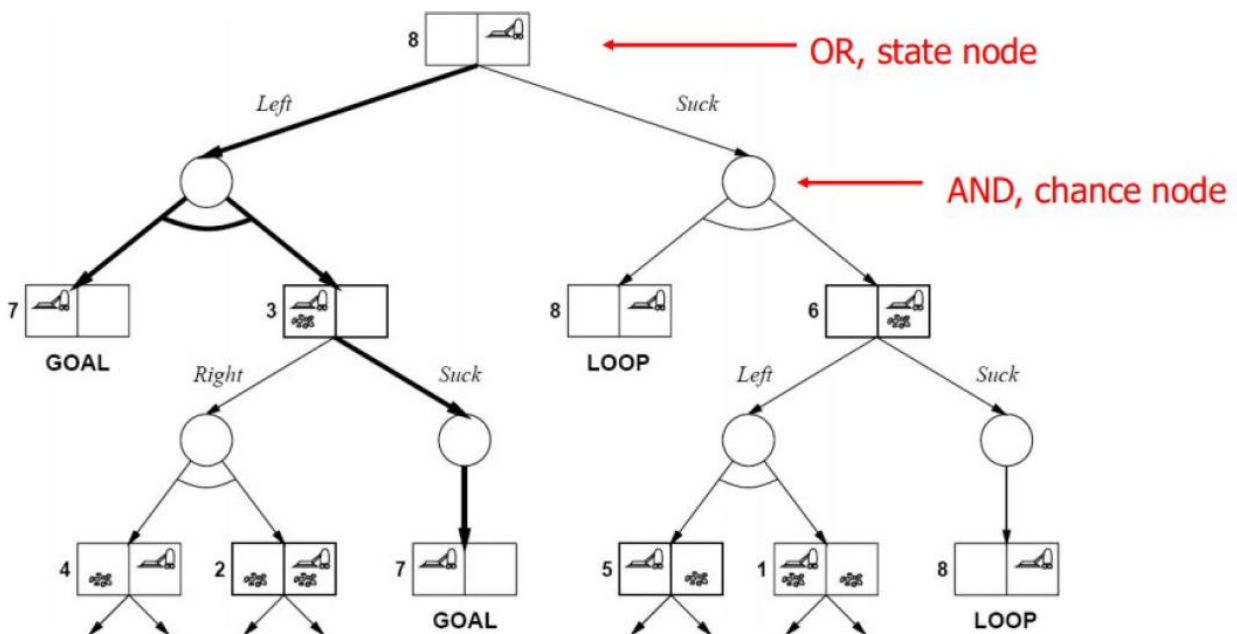 8
OR, state node
Left
Suck
AND, chance node
7
3
8
6
GOAL
LOOP
Right
Suck
Left
Suck
4
2
7
5
1
8
GOAL
LOOP